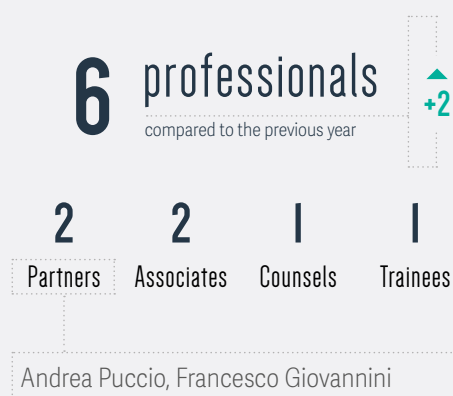 6 professionals
compared to the previous year
+2
2 2 1 1
Partners Associates Counsels Trainees
Andrea Puccio, Francesco Giovannini